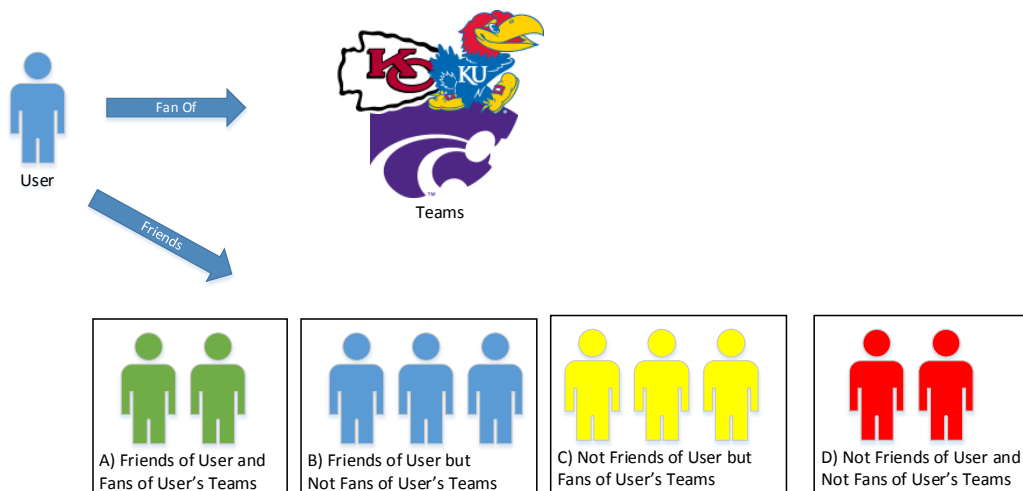 KC
KU
Fan Of
User
TM
Teams
Friends
A) Friends of User and
Fans of User's Teams
B) Friends of User but
Not Fans of User's Teams
C) Not Friends of User but
Fans of User's Teams
D) Not Friends of User and
Not Fans of User's Teams